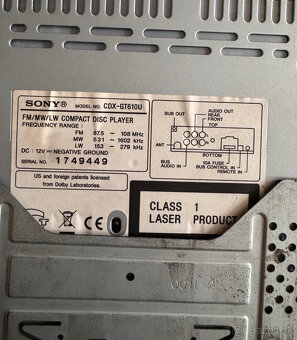 SONY® MODEL NO. CDX-GT610U
FM/MW/LW COMPACT DISC PLAYER
FREQUENCY RANGE :
FM 87.5 ~ 108 MHz
MW 531 ~ 1602 kHz
LW 153 ~ 279 kHz
DC : 12V ⎓ NEGATIVE GROUND
SERIAL NO. 1749449
SUB OUT
AUDIO OUT
REAR
FRONT
TOP
ANT
BOTTOM
BUS
AUDIO IN
10A FUSE
BUS CONTROL IN
REMOTE IN
US and foreign patents licensed
from Dolby Laboratories.
CE
CLASS 1
LASER PRODUCT